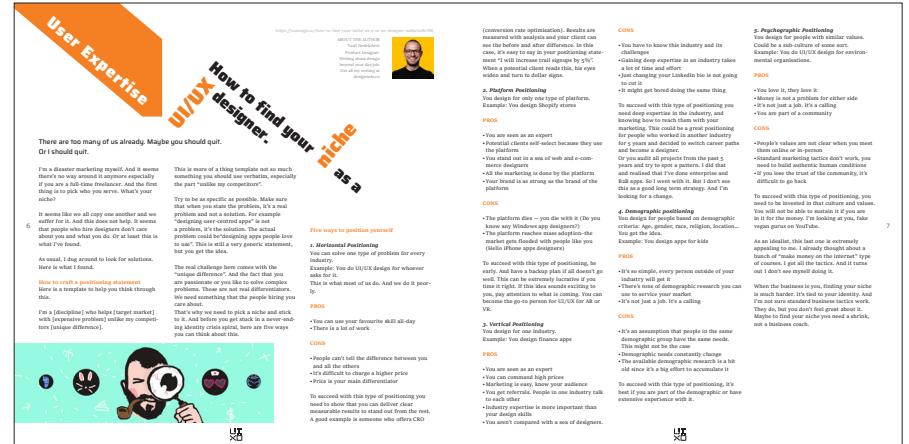 User Expertise
How to find your niche as a
UI/UX designer.
ABOUT THE AUTHOR
Product Designer
Writing about design
beyond your day job.
There are too many of us already. Maybe you should quit.
Or I should quit.
I'm a disaster marketing myself. And it seems
there's no way around it anymore especially
if you are a full-time freelancer. And the first
thing is to pick who you serve. What's your
niche?
It seems like we all copy one another and we
suffer for it. And this does not help. It seems
that people who hire designers don't care
about you and what you do. Or at least this is
what I've found.
As usual, I dug around to look for solutions.
Here is what I found.
How to craft a positioning statement
Here is a template to help you think through
this.
I'm a [discipline] who helps [target market]
with [expensive problem] unlike my competi-
tors [unique difference].
This is more of a thing template not so much
something you should use verbatim, especially
the part "unlike my competitors".
Try to be as specific as possible. Make sure
that when you state the problem, it's a real
problem and not a solution. For example
"designing user-centred apps" is not
a problem, it's the solution. The actual
problem could be"designing apps people love
to use". This is still a very generic statement,
but you get the idea.
The real challenge here comes with the
"unique difference". And the fact that you
are passionate or you like to solve complex
problems. Those are not real differentiators.
We need something that the people hiring you
care about.
That's why we need to pick a niche and stick
to it. And before you get stuck in a never-end-
ing identity crisis spiral, here are five ways
you can think about this.
Five ways to position yourself
1. Horizontal Positioning
You can solve one type of problem for every
industry.
Example: You do UI/UX design for whoever
asks for it.
This is what most of us do. And we do it poor-
ly.
PROS
•You can use your favourite skill all-day
•There is a lot of work
CONS
•People can't tell the difference between you
and all the others
•It's difficult to charge a higher price
•Price is your main differentiator
To succeed with this type of positioning you
need to show that you can deliver clear
measurable results to stand out from the rest.
A good example is someone who offers CRO
6
UX
(conversion rate optimisation). Results are
measured with analysis and your client can
see the before and after difference. In this
case, it's easy to say in your positioning state-
ment "I will increase trail signups by 5%".
When a potential client reads this, his eyes
widen and turn to dollar signs.
2. Platform Positioning
You design for only one type of platform.
Example: You design Shopify stores
PROS
•You are seen as an expert
•Potential clients self-select because they use
the platform
•You stand out in a sea of web and e-com-
merce designers
•All the marketing is done by the platform
•Your brand is as strong as the brand of the
platform
CONS
•The platform dies — you die with it (Do you
know any Windows app designers?)
•The platform reaches mass adoption–the
market gets flooded with people like you
(Hello iPhone apps designers)
To succeed with this type of positioning, be
early. And have a backup plan if all doesn't go
well. This can be extremely lucrative if you
time it right. If this idea sounds exciting to
you, pay attention to what is coming. You can
become the go-to person for UI/UX for AR or
VR.
3. Vertical Positioning
You design for one industry.
Example: You design finance apps
PROS
•You are seen as an expert
•You can command high prices
•Marketing is easy, know your audience
•You get referrals. People in one industry talk
to each other
•Industry expertise is more important than
your design skills
•You aren't compared with a sea of designers.
CONS
•You have to know this industry and its
challenges
•Gaining deep expertise in an industry takes
a lot of time and effort
•Just changing your LinkedIn bio is not going
to cut it
•It might get bored doing the same thing
To succeed with this type of positioning you
need deep expertise in the industry, and
knowing how to reach them with your
marketing. This could be a great positioning
for people who worked in another industry
for 5 years and decided to switch career paths
and become a designer.
Or you audit all projects from the past 5
years and try to spot a pattern. I did that
and realised that I've done enterprise and
B2B apps. So I went with it. But I don't see
this as a good long term strategy. And I'm
looking for a change.
4. Demographic positioning
You design for people based on demographic
criteria: Age, gender, race, religion, location...
You get the idea.
Example: You design apps for kids
PROS
•It's so simple, every person outside of your
industry will get it
•There's tons of demographic research you can
use to service your market
•It's not just a job. It's a calling
CONS
•It's an assumption that people in the same
demographic group have the same needs.
This might not be the case
•Demographic needs constantly change
•The available demographic research is a bit
old since it's a big effort to accumulate it
To succeed with this type of positioning, it's
best if you are part of the demographic or have
extensive experience with it.
5. Psychographic Positioning
You design for people with similar values.
Could be a sub-culture of some sort.
Example: You do UI/UX design for environ-
mental organisations.
PROS
•You love it, they love it
•Money is not a problem for either side
•It's not just a job. it's a calling
•You are part of a community
CONS
•People's values are not clear when you meet
them online or in-person
•Standard marketing tactics don't work, you
need to build authentic human conditions
•If you lose the trust of the community, it's
difficult to go back
To succeed with this type of positioning, you
need to be invested in that culture and values.
You will not be able to sustain it if you are
in it for the money. I'm looking at you, fake
vegan gurus on YouTube.
As an idealist, this last one is extremely
appealing to me. I already thought about a
bunch of "make money on the internet" type
of courses. I got all the tactics. And it turns
out I don't see myself doing it.
When the business is you, finding your niche
is much harder. It's tied to your identity. And
I'm not sure standard business tactics work.
They do, but you don't feel great about it.
Maybe to find your niche you need a shrink,
not a business coach.
7
UX